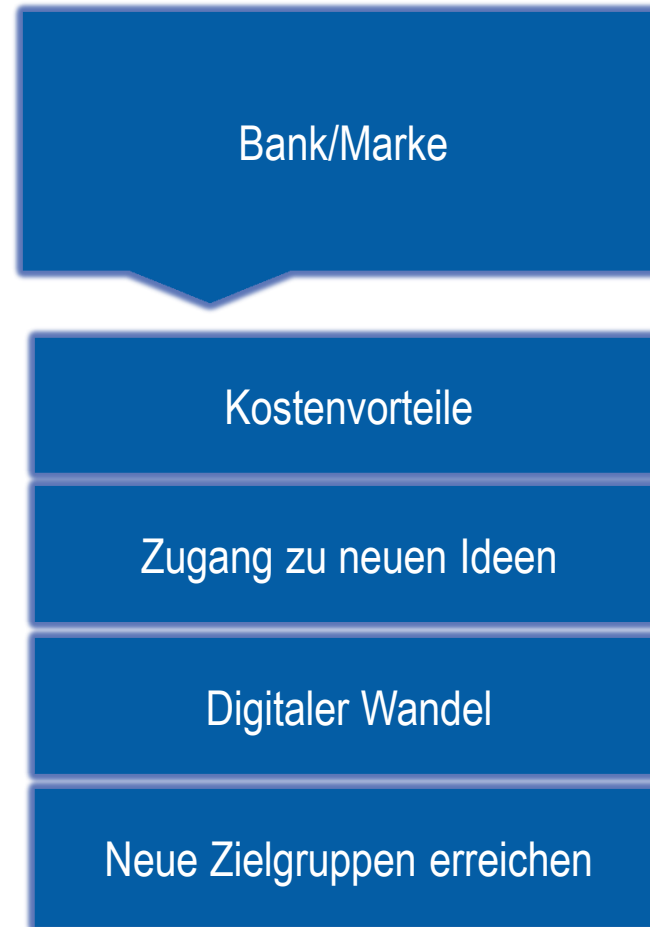 Bank/Marke
Kostenvorteile
Zugang zu neuen Ideen
Digitaler Wandel
Neue Zielgruppen erreichen